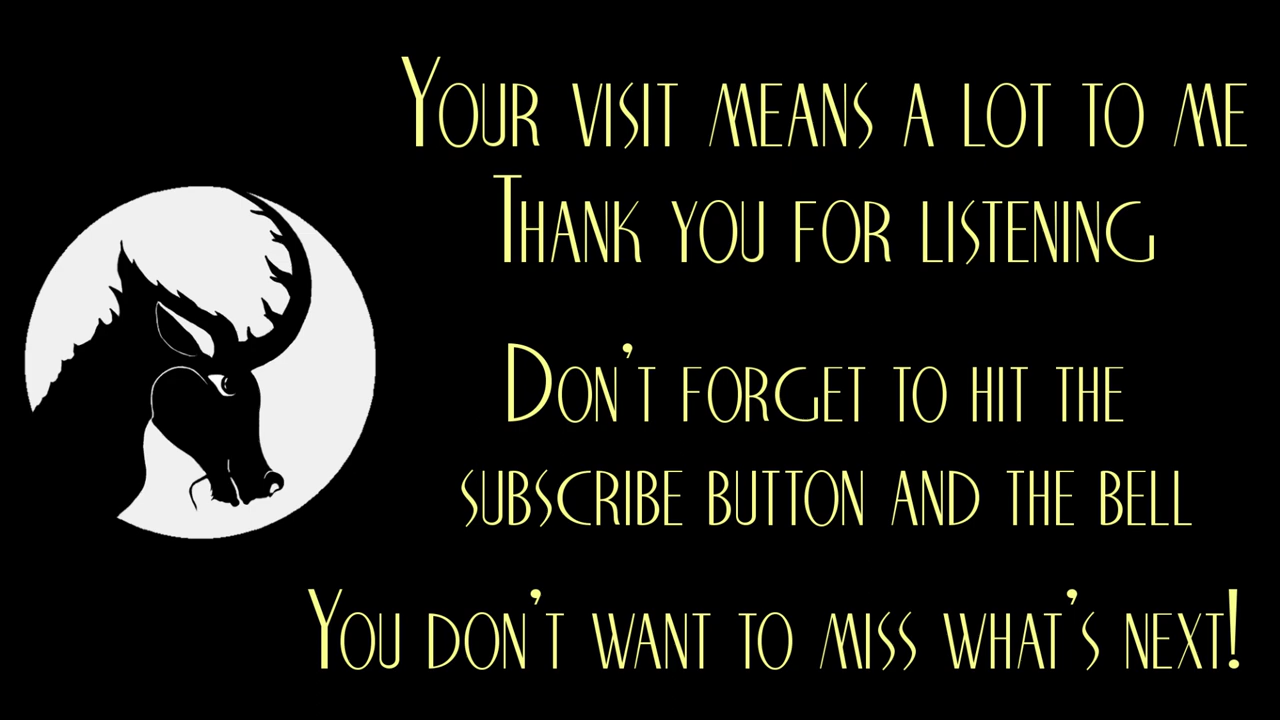 Your visit means a lot to me
Thank you for listening
Don't forget to hit the
subscribe button and the bell
You don't want to miss what's next!